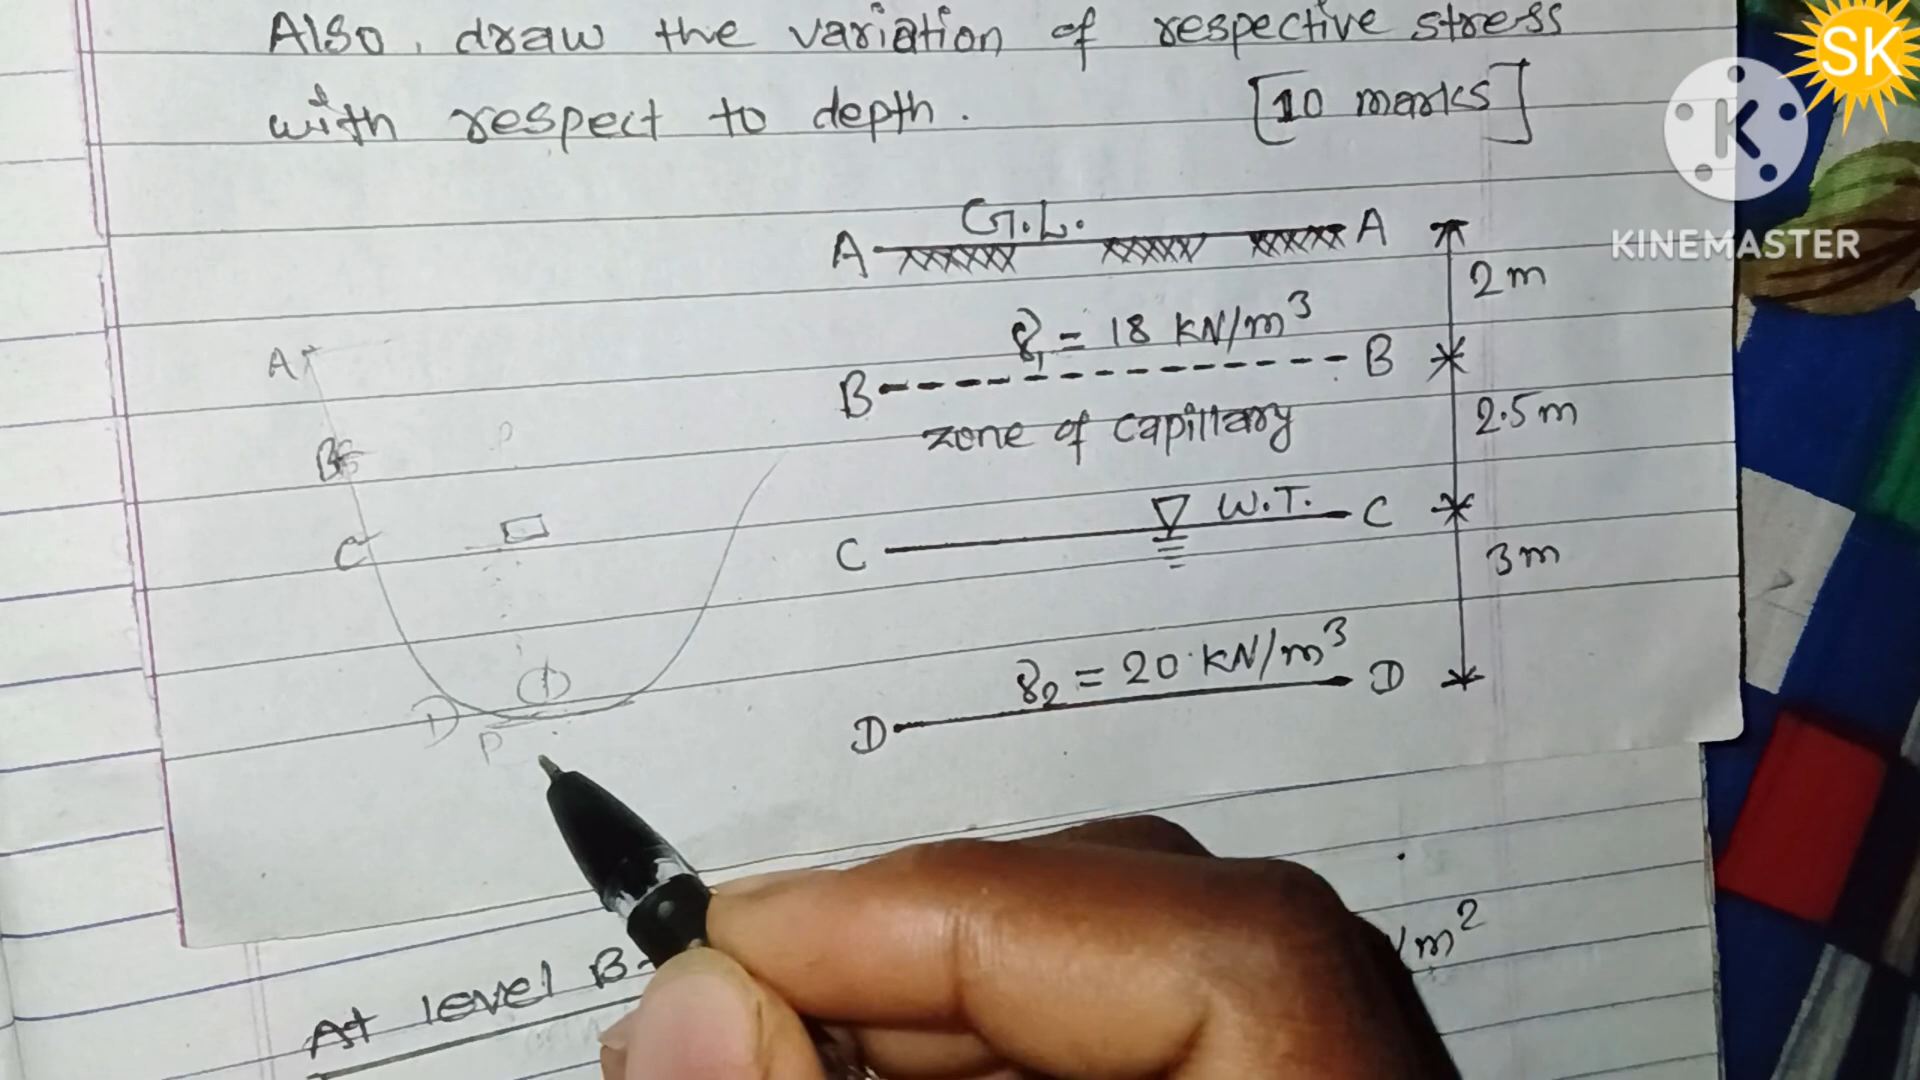 Also, draw the variation of respective stress
with respect to depth. [10 marks]
SK
K
KINEMASTER
G.L.
A A
2m
γ₁ = 18 KN/m³
B B
zone of capillary
2.5m
W.T.
C C
3m
γ₂ = 20 KN/m³
D D
A
B
C
D
P
P
At level B-
/m²